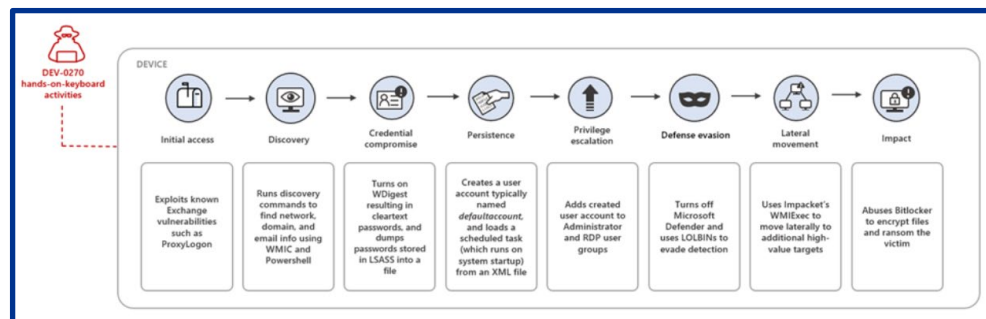 DEV-0270
hands-on-keyboard
activities
DEVICE
Initial access
Discovery
Credential
compromise
Persistence
Privilege
escalation
Defense evasion
Lateral
movement
Impact
Exploits known
Exchange
vulnerabilities
such as
ProxyLogon
Runs discovery
commands to
find network,
domain, and
email info using
WMIC and
Powershell
Turns on
WDigest
resulting in
cleartext
passwords, and
dumps
passwords stored
in LSASS into a
file
Creates a user
account typically
named
defaultaccount,
and loads a
scheduled task
(which runs on
system startup)
from an XML file
Adds created
user account to
Administrator
and RDP user
groups
Turns off
Microsoft
Defender and
uses LOLBINs to
evade detection
Uses Impacket's
WMIExec to
move laterally to
additional high-
value targets
Abuses Bitlocker
to encrypt files
and ransom the
victim